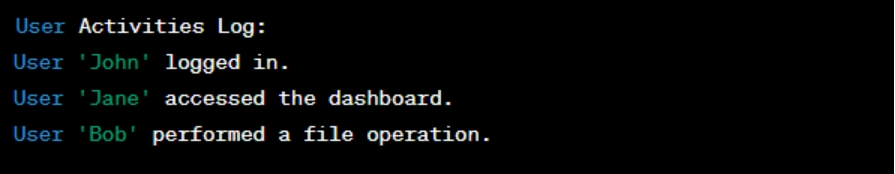 User Activities Log:
User 'John' logged in.
User 'Jane' accessed the dashboard.
User 'Bob' performed a file operation.